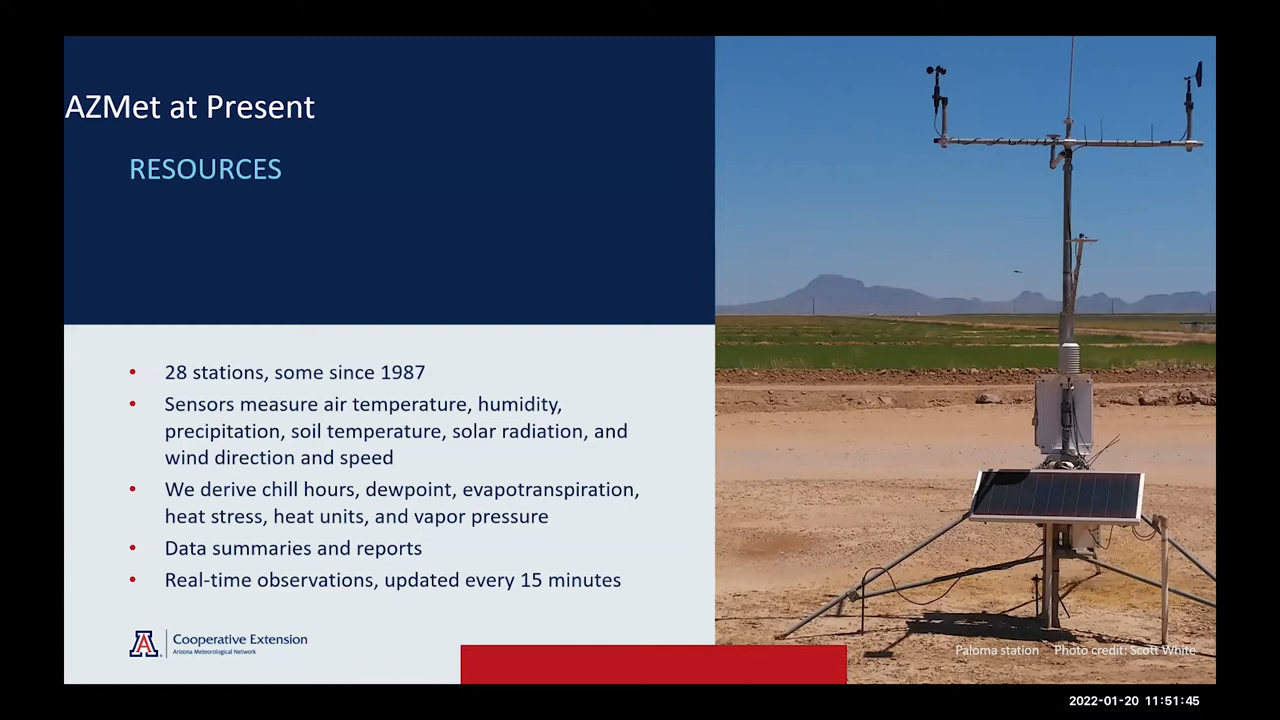 AZMet at Present
RESOURCES
• 28 stations, some since 1987
• Sensors measure air temperature, humidity,
precipitation, soil temperature, solar radiation, and
wind direction and speed
• We derive chill hours, dewpoint, evapotranspiration,
heat stress, heat units, and vapor pressure
• Data summaries and reports
• Real-time observations, updated every 15 minutes
A
Cooperative Extension
Arizona Meteorological Network
Paloma station Photo credit: Scott White
2022-01-20 11:51:45